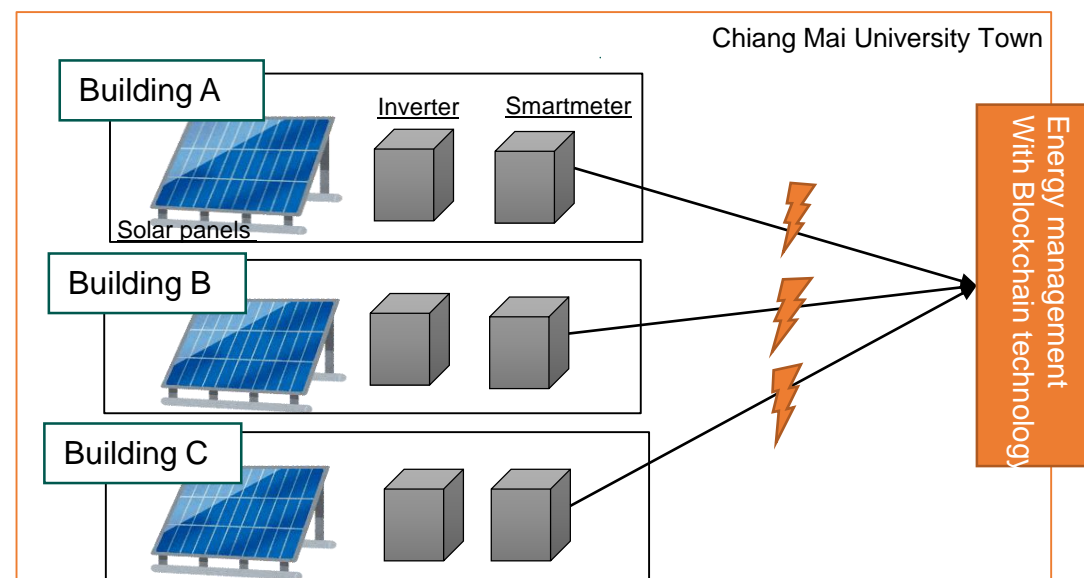 Chiang Mai University Town
Building A
Inverter
Smartmeter
Solar panels
Building B
Building C
Energy management
With Blockchain technology